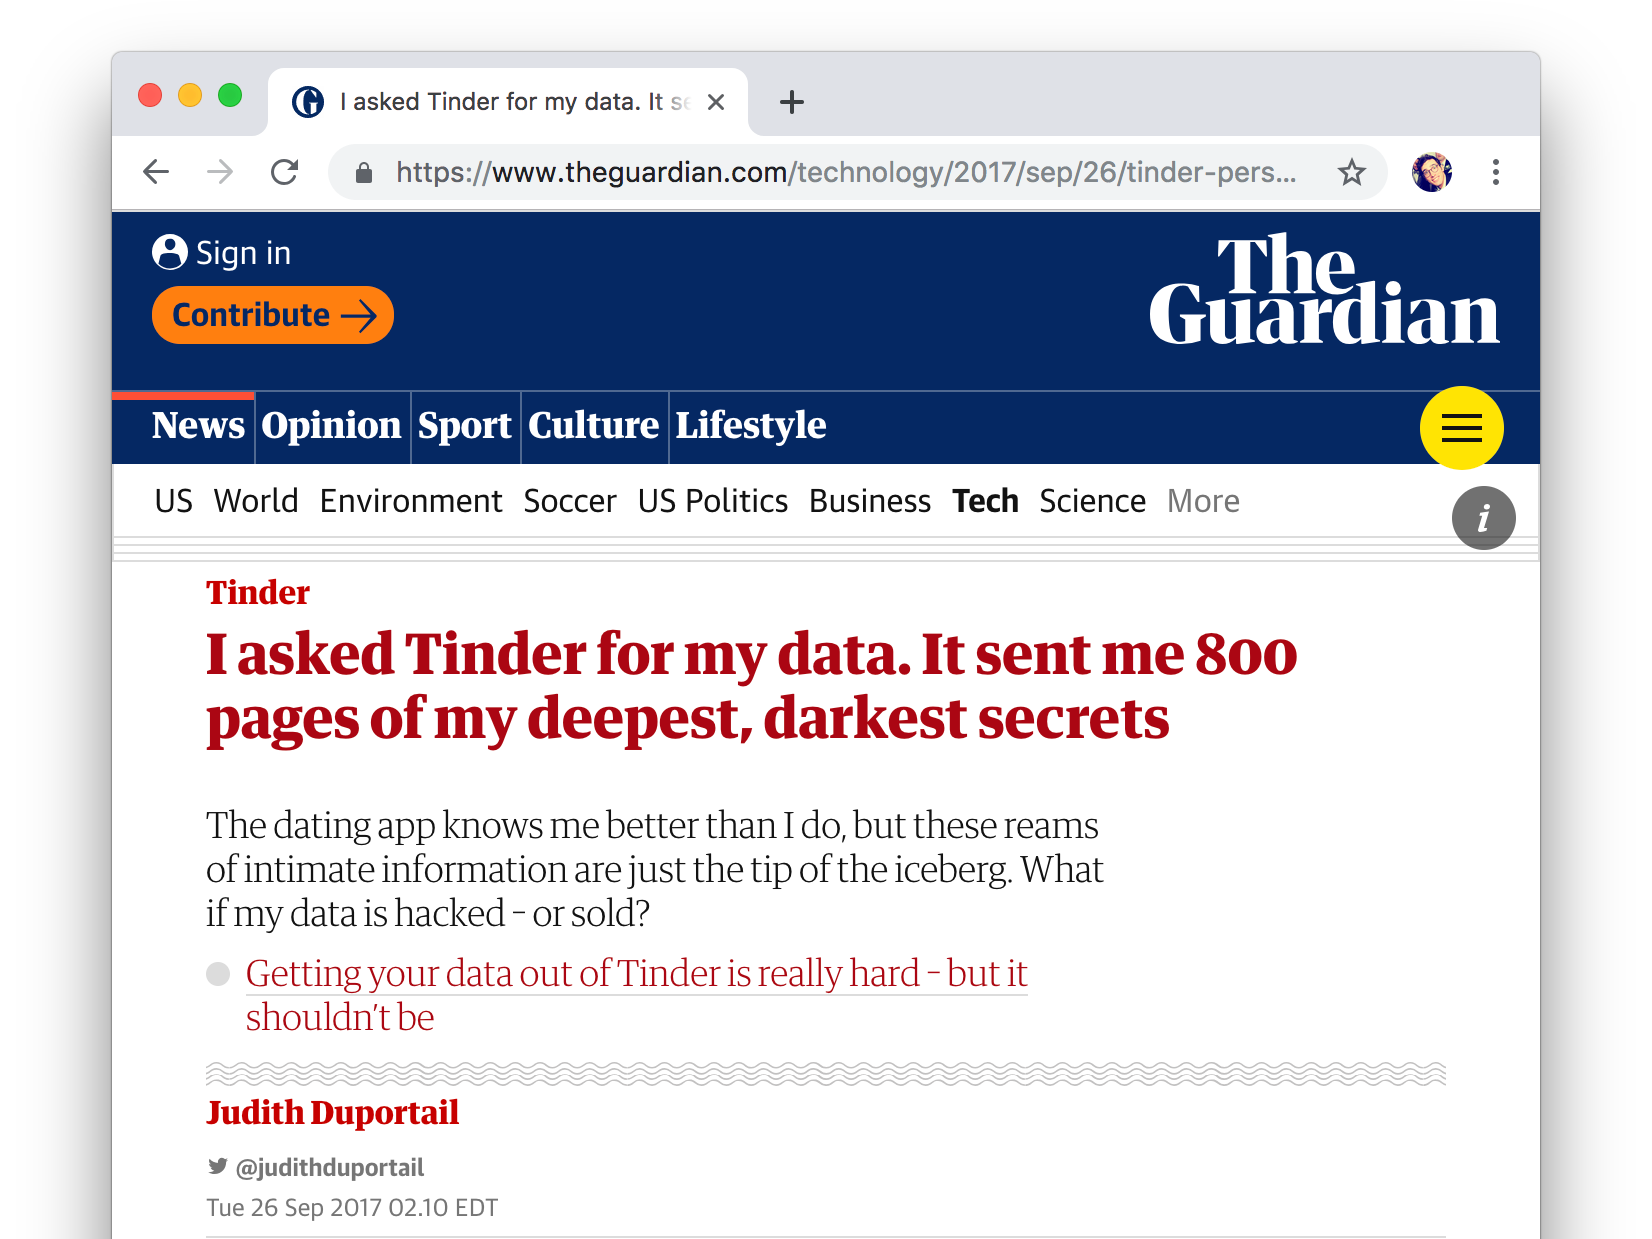 I asked Tinder for my data. It se
https://www.theguardian.com/technology/2017/sep/26/tinder-pers...
Sign in
Contribute
The
Guardian
News Opinion Sport Culture Lifestyle
US World Environment Soccer US Politics Business Tech Science More
i
Tinder
I asked Tinder for my data. It sent me 800
pages of my deepest, darkest secrets
The dating app knows me better than I do, but these reams
of intimate information are just the tip of the iceberg. What
if my data is hacked – or sold?
Getting your data out of Tinder is really hard – but it
shouldn’t be
Judith Duportail
@judithduportail
Tue 26 Sep 2017 02.10 EDT